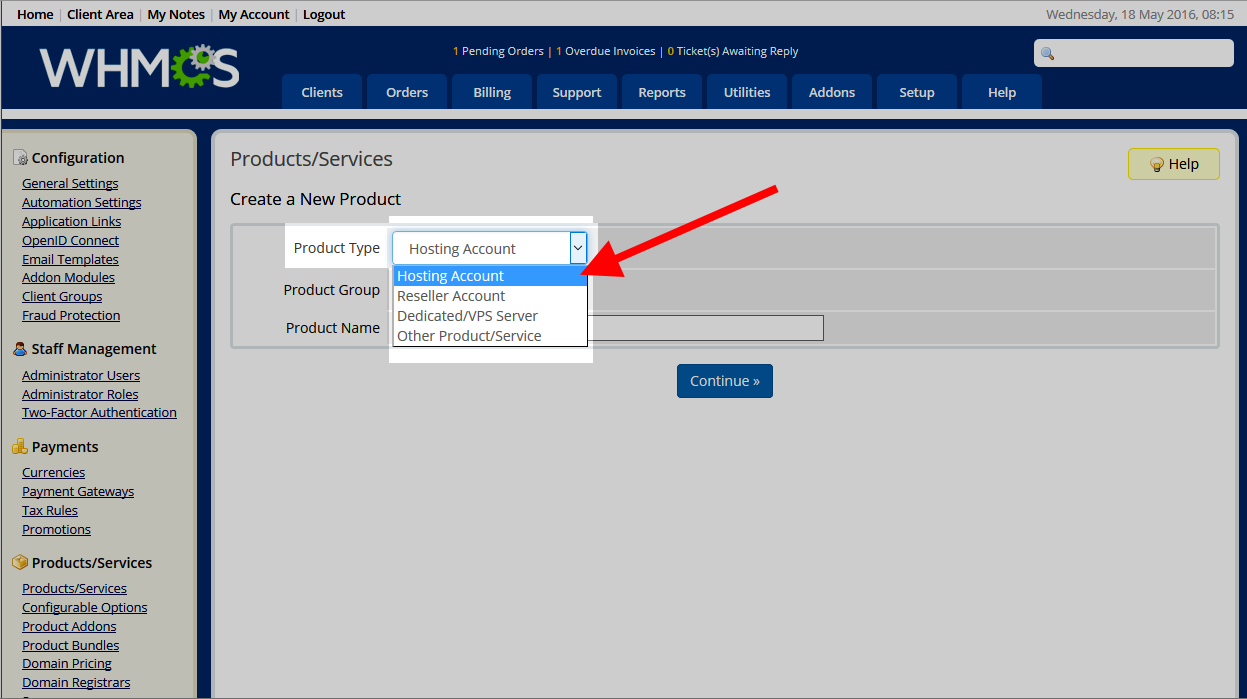 Home | Client Area | My Notes | My Account | Logout
Wednesday, 18 May 2016, 08:15
WHMCS
1 Pending Orders | 1 Overdue Invoices | 0 Ticket(s) Awaiting Reply
Clients Orders Billing Support Reports Utilities Addons Setup Help
Configuration
General Settings
Automation Settings
Application Links
OpenID Connect
Email Templates
Addon Modules
Client Groups
Fraud Protection
Staff Management
Administrator Users
Administrator Roles
Two-Factor Authentication
Payments
Currencies
Payment Gateways
Tax Rules
Promotions
Products/Services
Products/Services
Configurable Options
Product Addons
Product Bundles
Domain Pricing
Domain Registrars
Products/Services
Help
Create a New Product
Product Type Hosting Account
Hosting Account
Reseller Account
Dedicated/VPS Server
Other Product/Service
Product Group
Product Name
Continue »